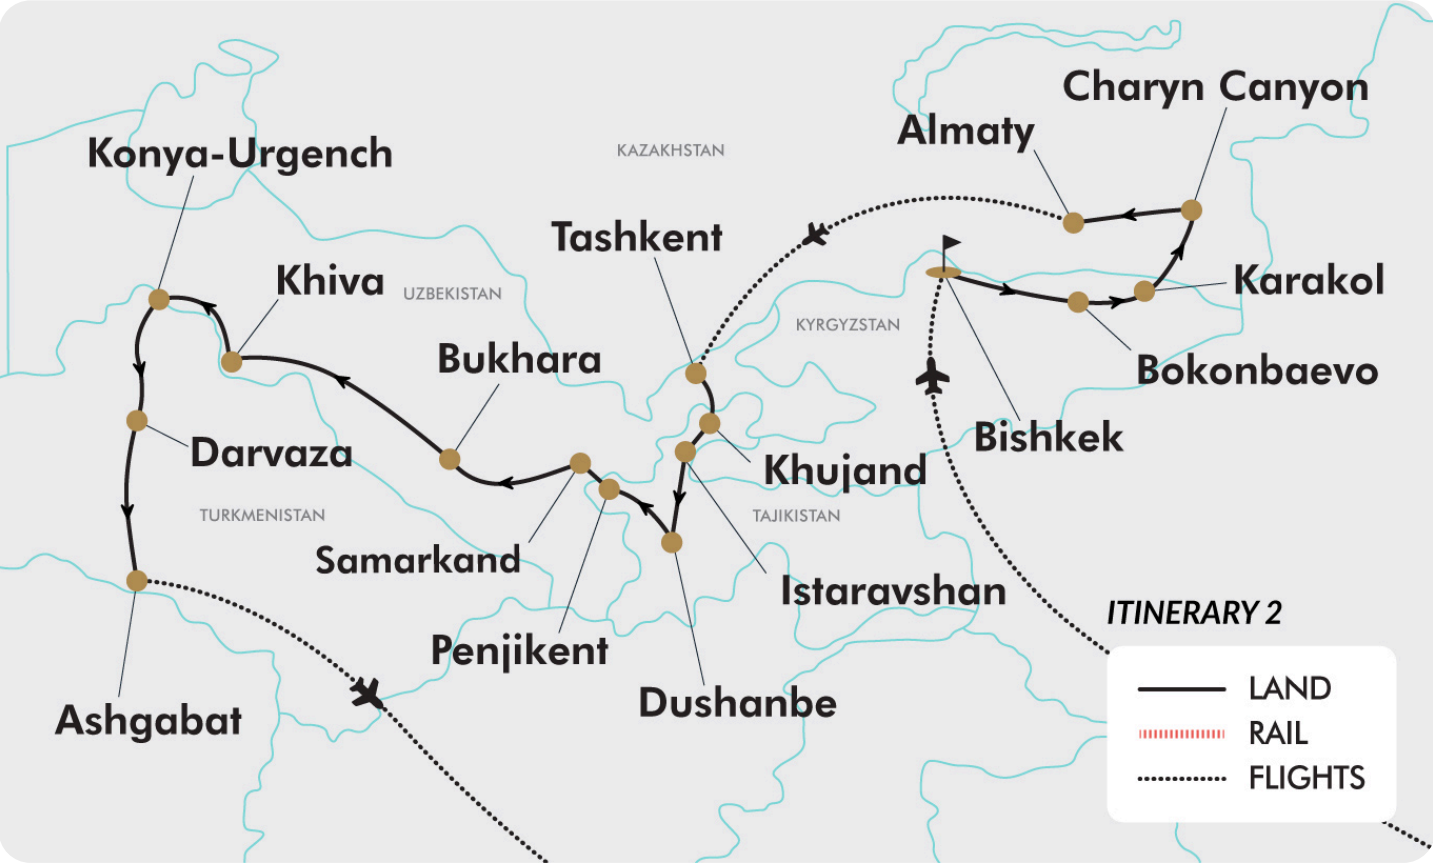 Charyn Canyon
Almaty
KAZAKHSTAN
Konya-Urgench
Tashkent
Khiva
UZBEKISTAN
Karakol
KYRGYZSTAN
Bukhara
Bokonbaevo
Bishkek
Darvaza
Khujand
TURKMENISTAN
TAJIKISTAN
Samarkand
Istaravshan
ITINERARY 2
Penjikent
Dushanbe
Ashgabat
LAND
RAIL
FLIGHTS